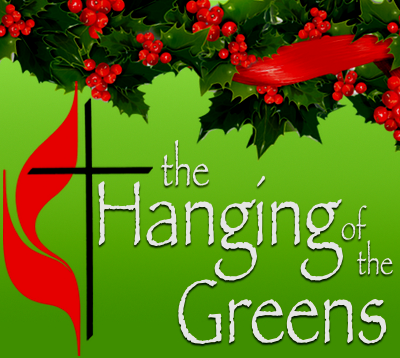 the
Hanging of
the
Greens